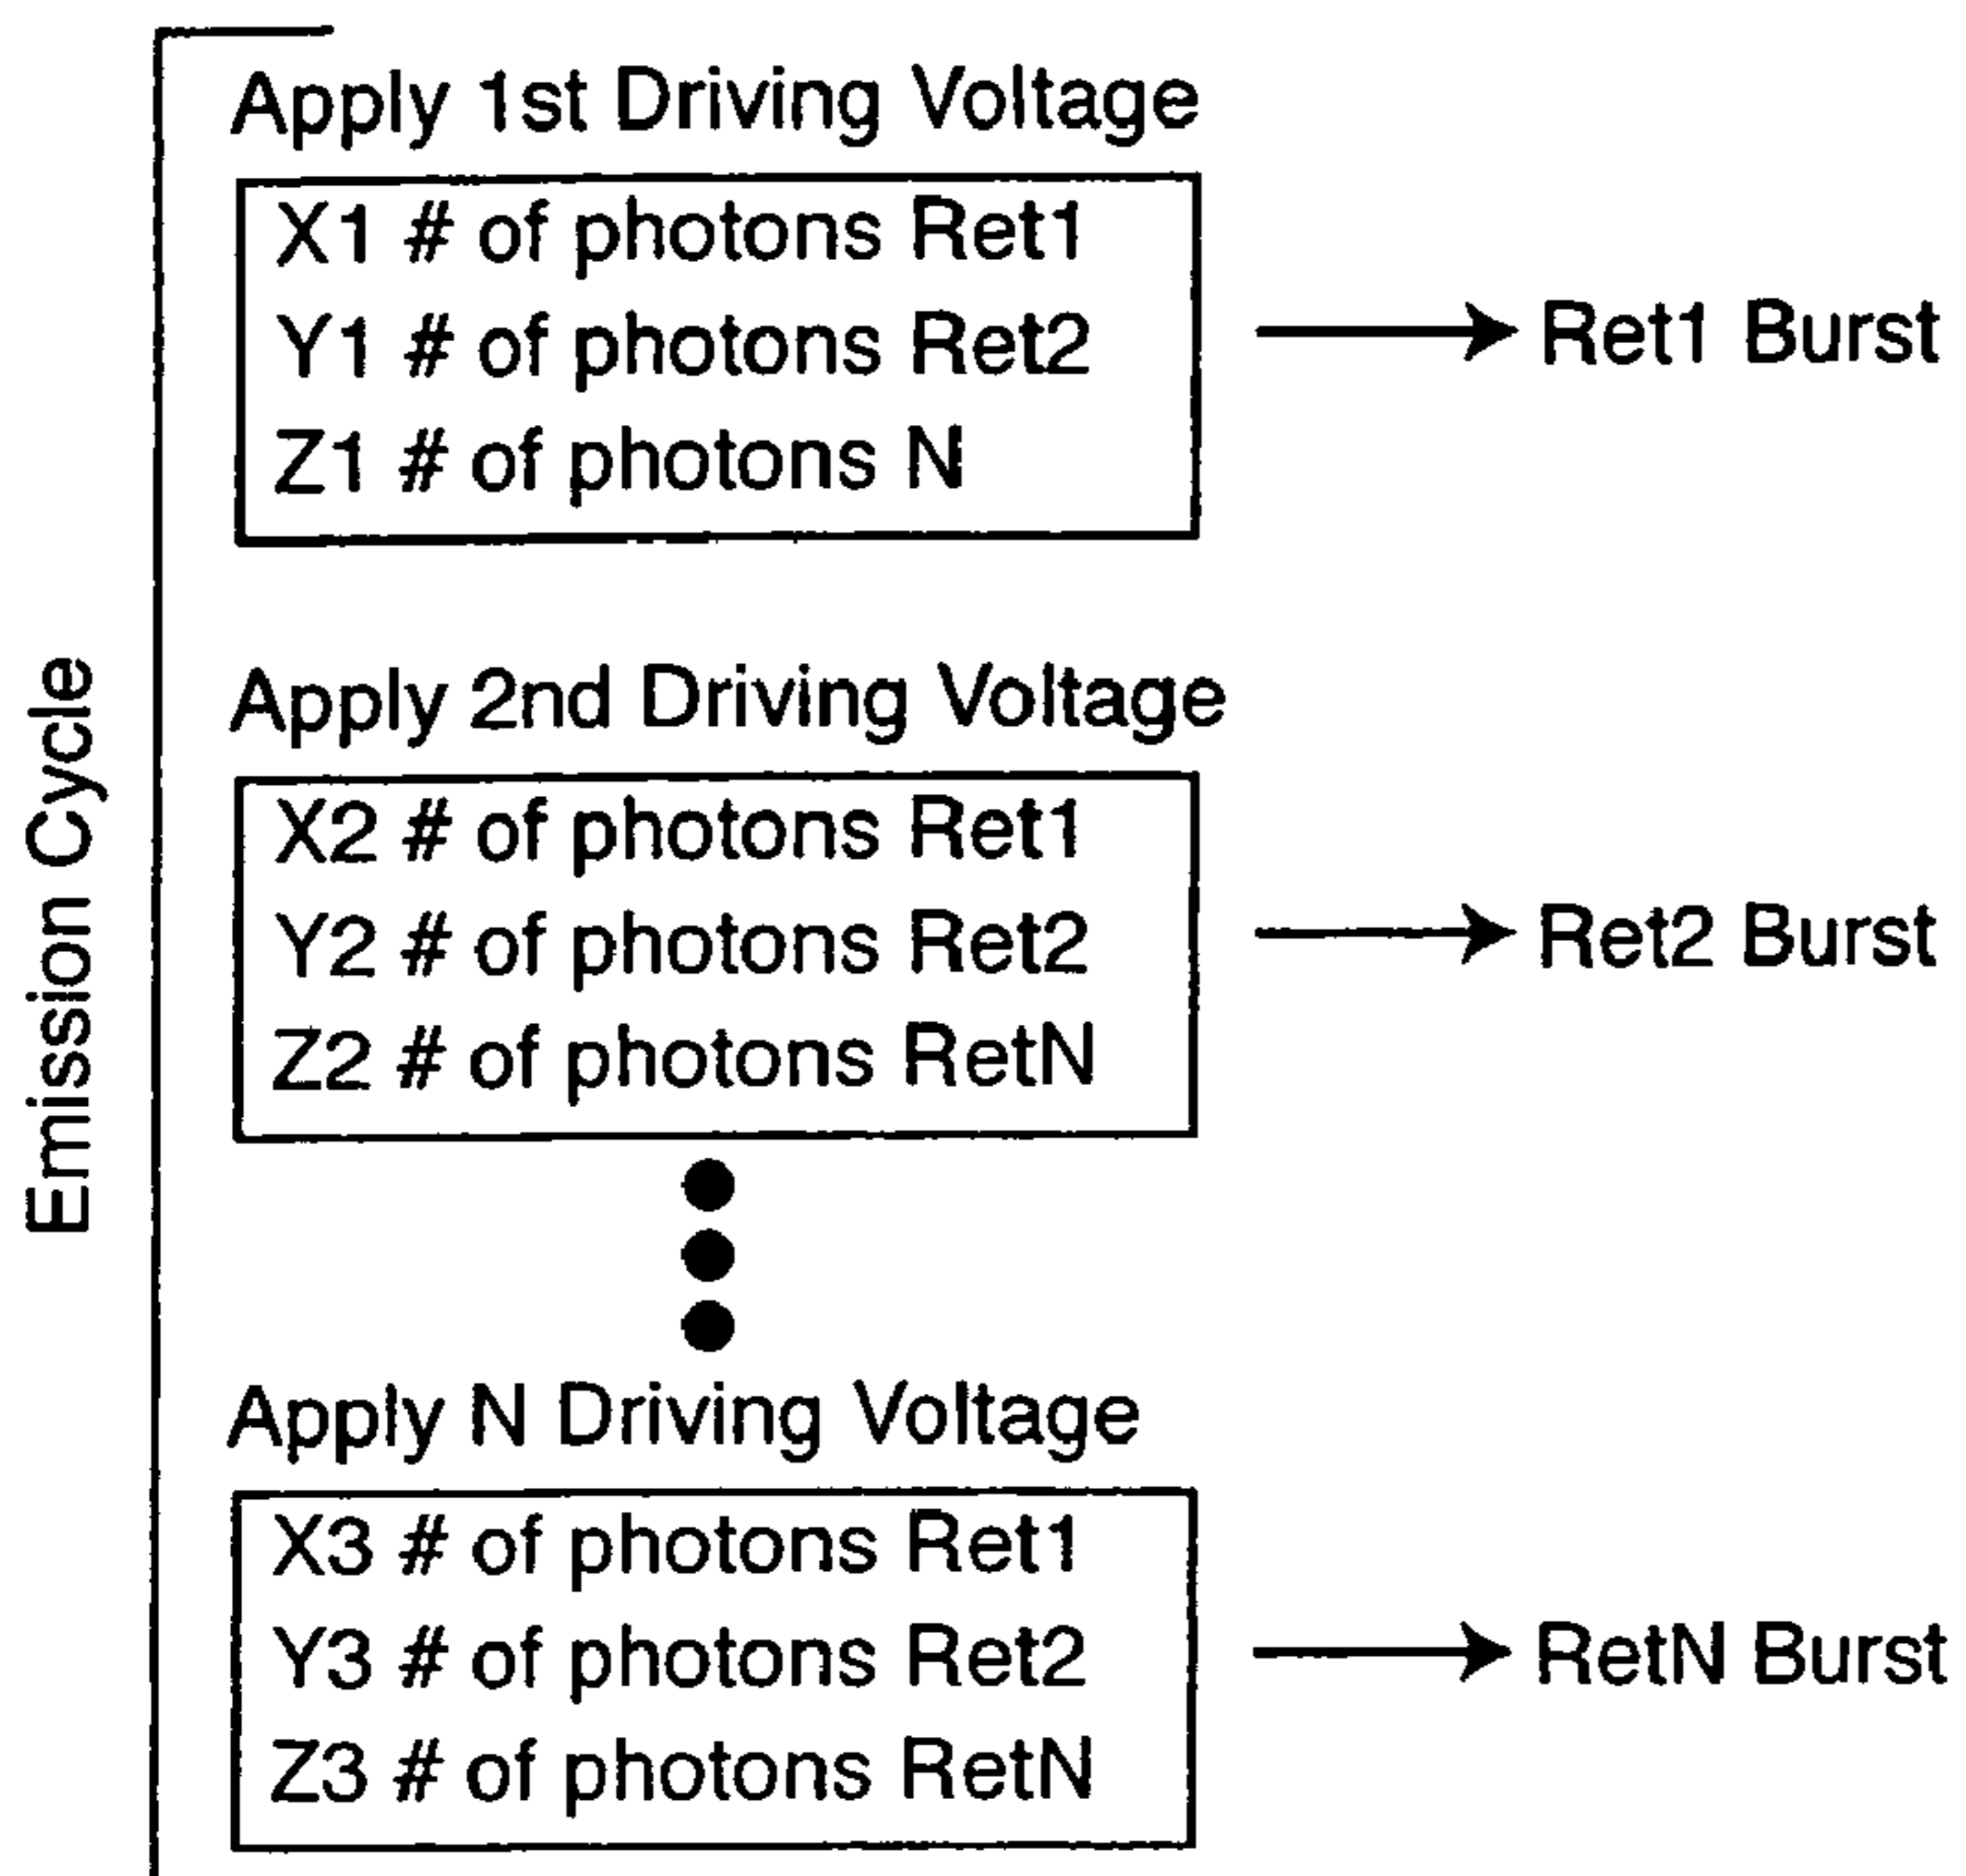 Emission Cycle
Apply 1st Driving Voltage
X1 # of photons Ret1
Y1 # of photons Ret2
Z1 # of photons N
Ret1 Burst
Apply 2nd Driving Voltage
X2 # of photons Ret1
Y2 # of photons Ret2
Z2 # of photons RetN
Ret2 Burst
Apply N Driving Voltage
X3 # of photons Ret1
Y3 # of photons Ret2
Z3 # of photons RetN
RetN Burst